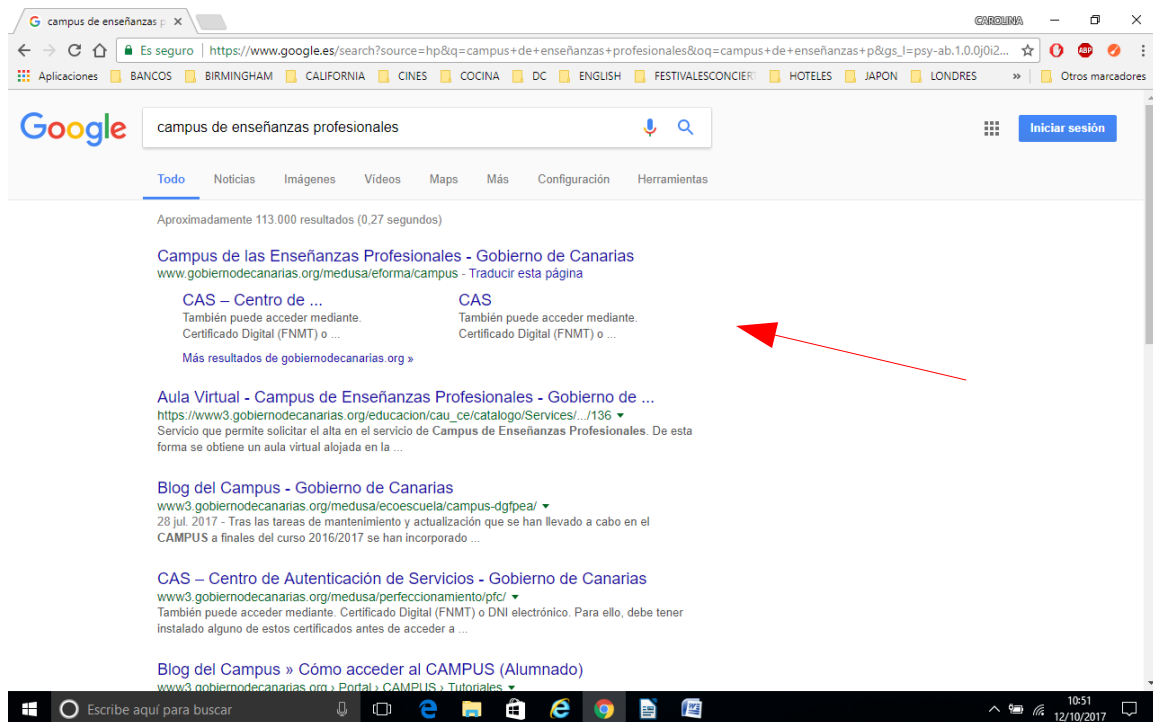 campus de enseñanzas p
CAROLINA
Es seguro | https://www.google.es/search?source=hp&q=campus+de+enseñanzas+profesionales&oq=campus+de+enseñanzas+p&gs_l=psy-ab.1.0.0j0i2...
Aplicaciones BANCOS BIRMINGHAM CALIFORNIA CINES COCINA DC ENGLISH FESTIVALESCONCIER HOTELES JAPON LONDRES » Otros marcadores
Google campus de enseñanzas profesionales Iniciar sesión
Todo Noticias Imágenes Vídeos Maps Más Configuración Herramientas
Aproximadamente 113.000 resultados (0,27 segundos)
Campus de las Enseñanzas Profesionales - Gobierno de Canarias
www.gobiernodecanarias.org/medusa/eforma/campus - Traducir esta página
CAS – Centro de ...
También puede acceder mediante.
Certificado Digital (FNMT) o ...
CAS
También puede acceder mediante.
Certificado Digital (FNMT) o ...
Más resultados de gobiernodecanarias.org »
Aula Virtual - Campus de Enseñanzas Profesionales - Gobierno de ...
https://www3.gobiernodecanarias.org/educacion/cau_ce/catalogo/Services/.../136
Servicio que permite solicitar el alta en el servicio de Campus de Enseñanzas Profesionales. De esta
forma se obtiene un aula virtual alojada en la ...
Blog del Campus - Gobierno de Canarias
www3.gobiernodecanarias.org/medusa/ecoescuela/campus-dgfpea/
28 jul. 2017 - Tras las tareas de mantenimiento y actualización que se han llevado a cabo en el
CAMPUS a finales del curso 2016/2017 se han incorporado ...
CAS – Centro de Autenticación de Servicios - Gobierno de Canarias
www3.gobiernodecanarias.org/medusa/perfeccionamiento/pfc/
También puede acceder mediante. Certificado Digital (FNMT) o DNI electrónico. Para ello, debe tener
instalado alguno de estos certificados antes de acceder a ...
Blog del Campus » Cómo acceder al CAMPUS (Alumnado)
www3.gobiernodecanarias.org › Portal › CAMPUS › Tutoriales
Escribe aquí para buscar
10:51
12/10/2017
ABP